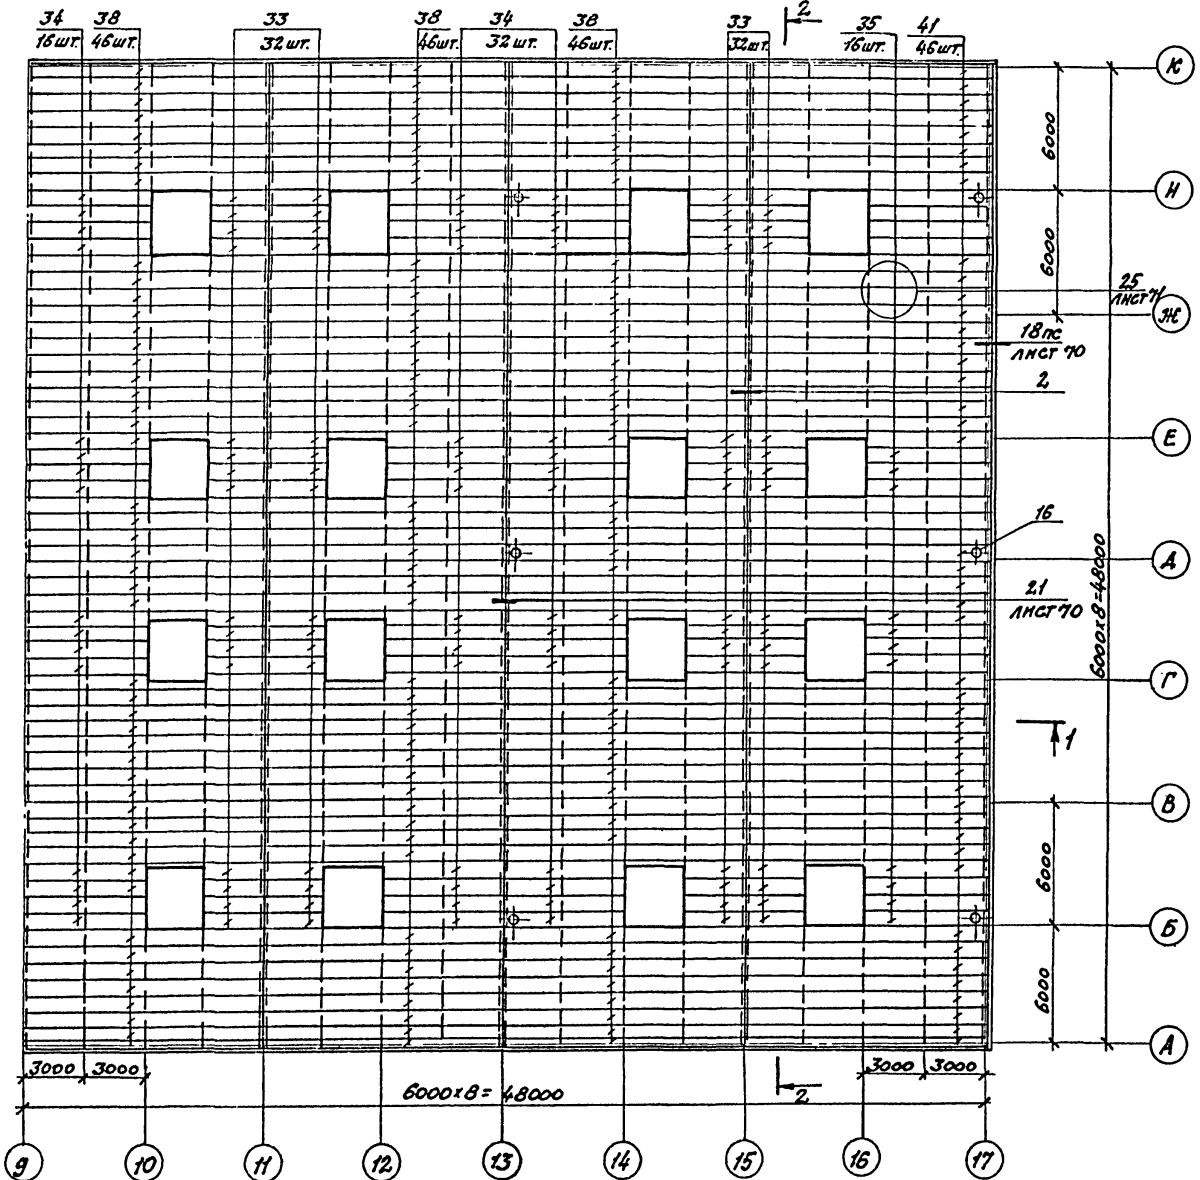 34
16шт.
38
46шт.
33
32шт.
38
46шт.
34
32шт.
38
46шт.
33
32шт.
2
35
16шт.
41
46шт.
К
6000
И
6000
25
лист 71
Ж
18пс
лист 70
2
Е
16
Д
6000х8=48000
21
лист 70
Г
1
В
6000
Б
6000
А
3000
3000
3000
3000
6000х8=48000
2
9
10
11
12
13
14
15
16
17